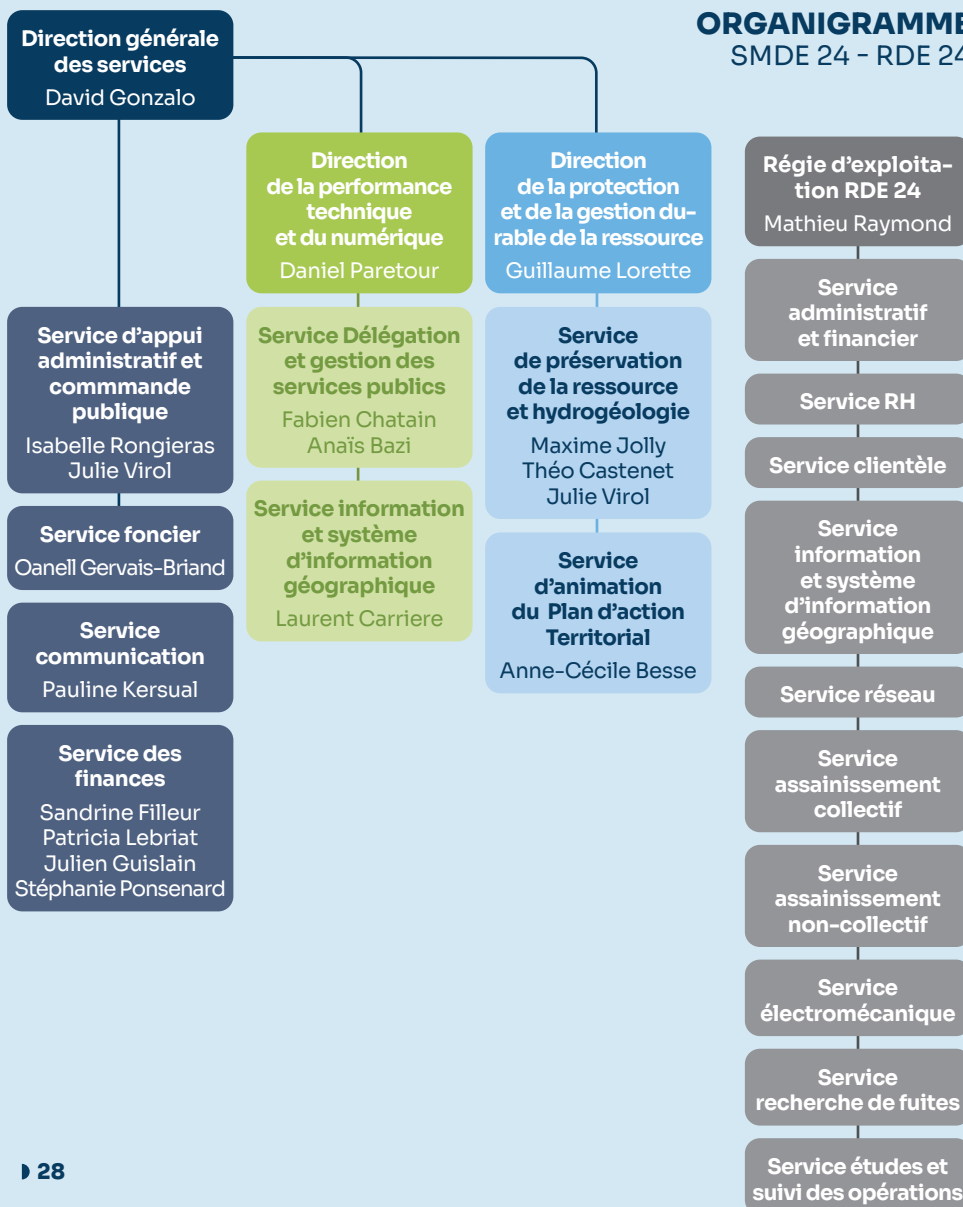 ORGANIGRAMME
SMDE 24 - RDE 24
Direction générale
des services
David Gonzalo
Service d'appui
administratif et
commmande
publique
Isabelle Rongieras
Julie Virol
Service foncier
Oanell Gervais-Briand
Service
communication
Pauline Kersual
Service des
finances
Sandrine Filleur
Patricia Lebriat
Julien Guislain
Stéphanie Ponsenard
Direction
de la performance
technique
et du numérique
Daniel Paretour
Service Délégation
et gestion des
services publics
Fabien Chatain
Anaïs Bazi
Service information
et système
d'information
géographique
Laurent Carriere
Direction
de la protection
et de la gestion du-
rable de la ressource
Guillaume Lorette
Service
de préservation
de la ressource
et hydrogéologie
Maxime Jolly
Théo Castenet
Julie Virol
Service
d'animation
du Plan d'action
Territorial
Anne-Cécile Besse
Régie d'exploita-
tion RDE 24
Mathieu Raymond
Service
administratif
et financier
Service RH
Service clientèle
Service
information
et système
d'information
géographique
Service réseau
Service
assainissement
collectif
Service
assainissement
non-collectif
Service
électromécanique
Service
recherche de fuites
Service études et
suivi des opérations
28